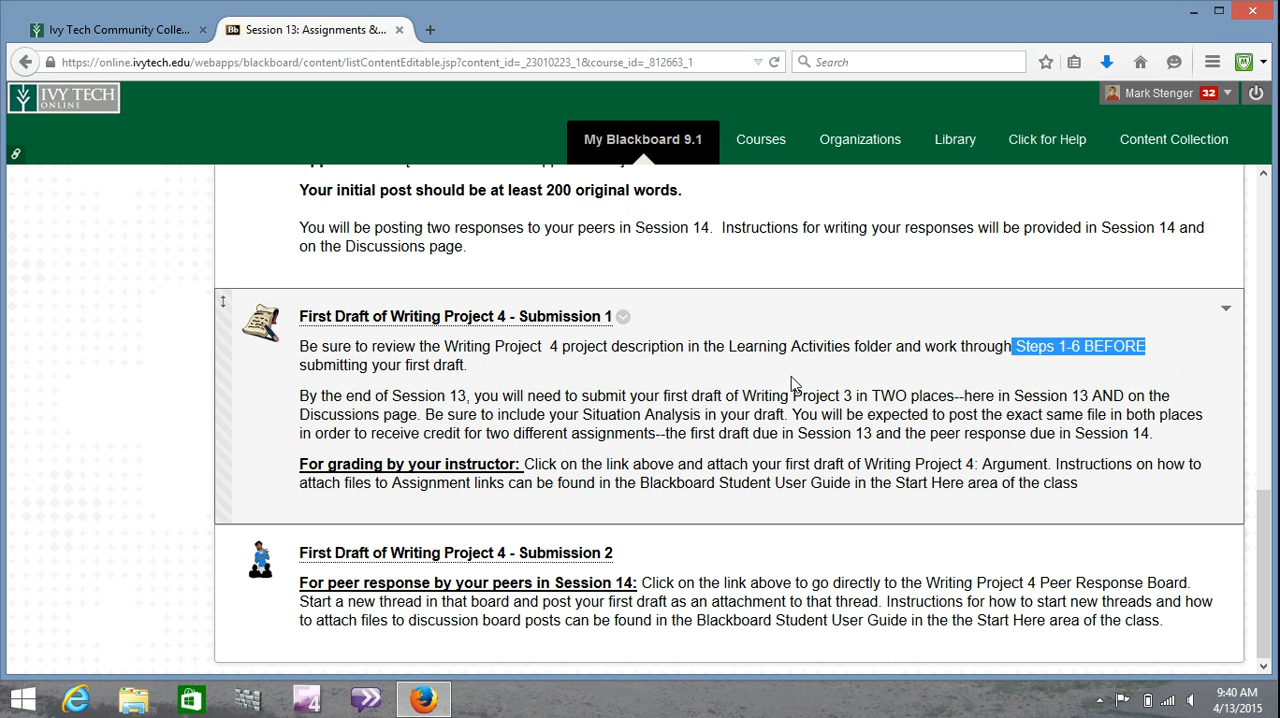 Ivy Tech Community Colle...
Session 13: Assignments &...
https://online.ivytech.edu/webapps/blackboard/content/listContentEditable.jsp?content_id=_23010223_1&course_id=_812663_1
Search
IVY TECH
ONLINE
Mark Stenger 32
My Blackboard 9.1 Courses Organizations Library Click for Help Content Collection
Your initial post should be at least 200 original words.
You will be posting two responses to your peers in Session 14. Instructions for writing your responses will be provided in Session 14 and
on the Discussions page.
First Draft of Writing Project 4 - Submission 1
Be sure to review the Writing Project 4 project description in the Learning Activities folder and work through Steps 1-6 BEFORE
submitting your first draft.
By the end of Session 13, you will need to submit your first draft of Writing Project 3 in TWO places--here in Session 13 AND on the
Discussions page. Be sure to include your Situation Analysis in your draft. You will be expected to post the exact same file in both places
in order to receive credit for two different assignments--the first draft due in Session 13 and the peer response due in Session 14.
For grading by your instructor: Click on the link above and attach your first draft of Writing Project 4: Argument. Instructions on how to
attach files to Assignment links can be found in the Blackboard Student User Guide in the Start Here area of the class
First Draft of Writing Project 4 - Submission 2
For peer response by your peers in Session 14: Click on the link above to go directly to the Writing Project 4 Peer Response Board.
Start a new thread in that board and post your first draft as an attachment to that thread. Instructions for how to start new threads and how
to attach files to discussion board posts can be found in the Blackboard Student User Guide in the the Start Here area of the class.
9:40 AM
4/13/2015